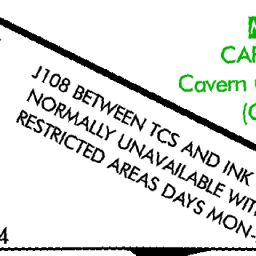 CAR
Cavern
J108 BETWEEN TCS AND INK
NORMALLY UNAVAILABLE WIT
RESTRICTED AREAS DAYS MON-
4